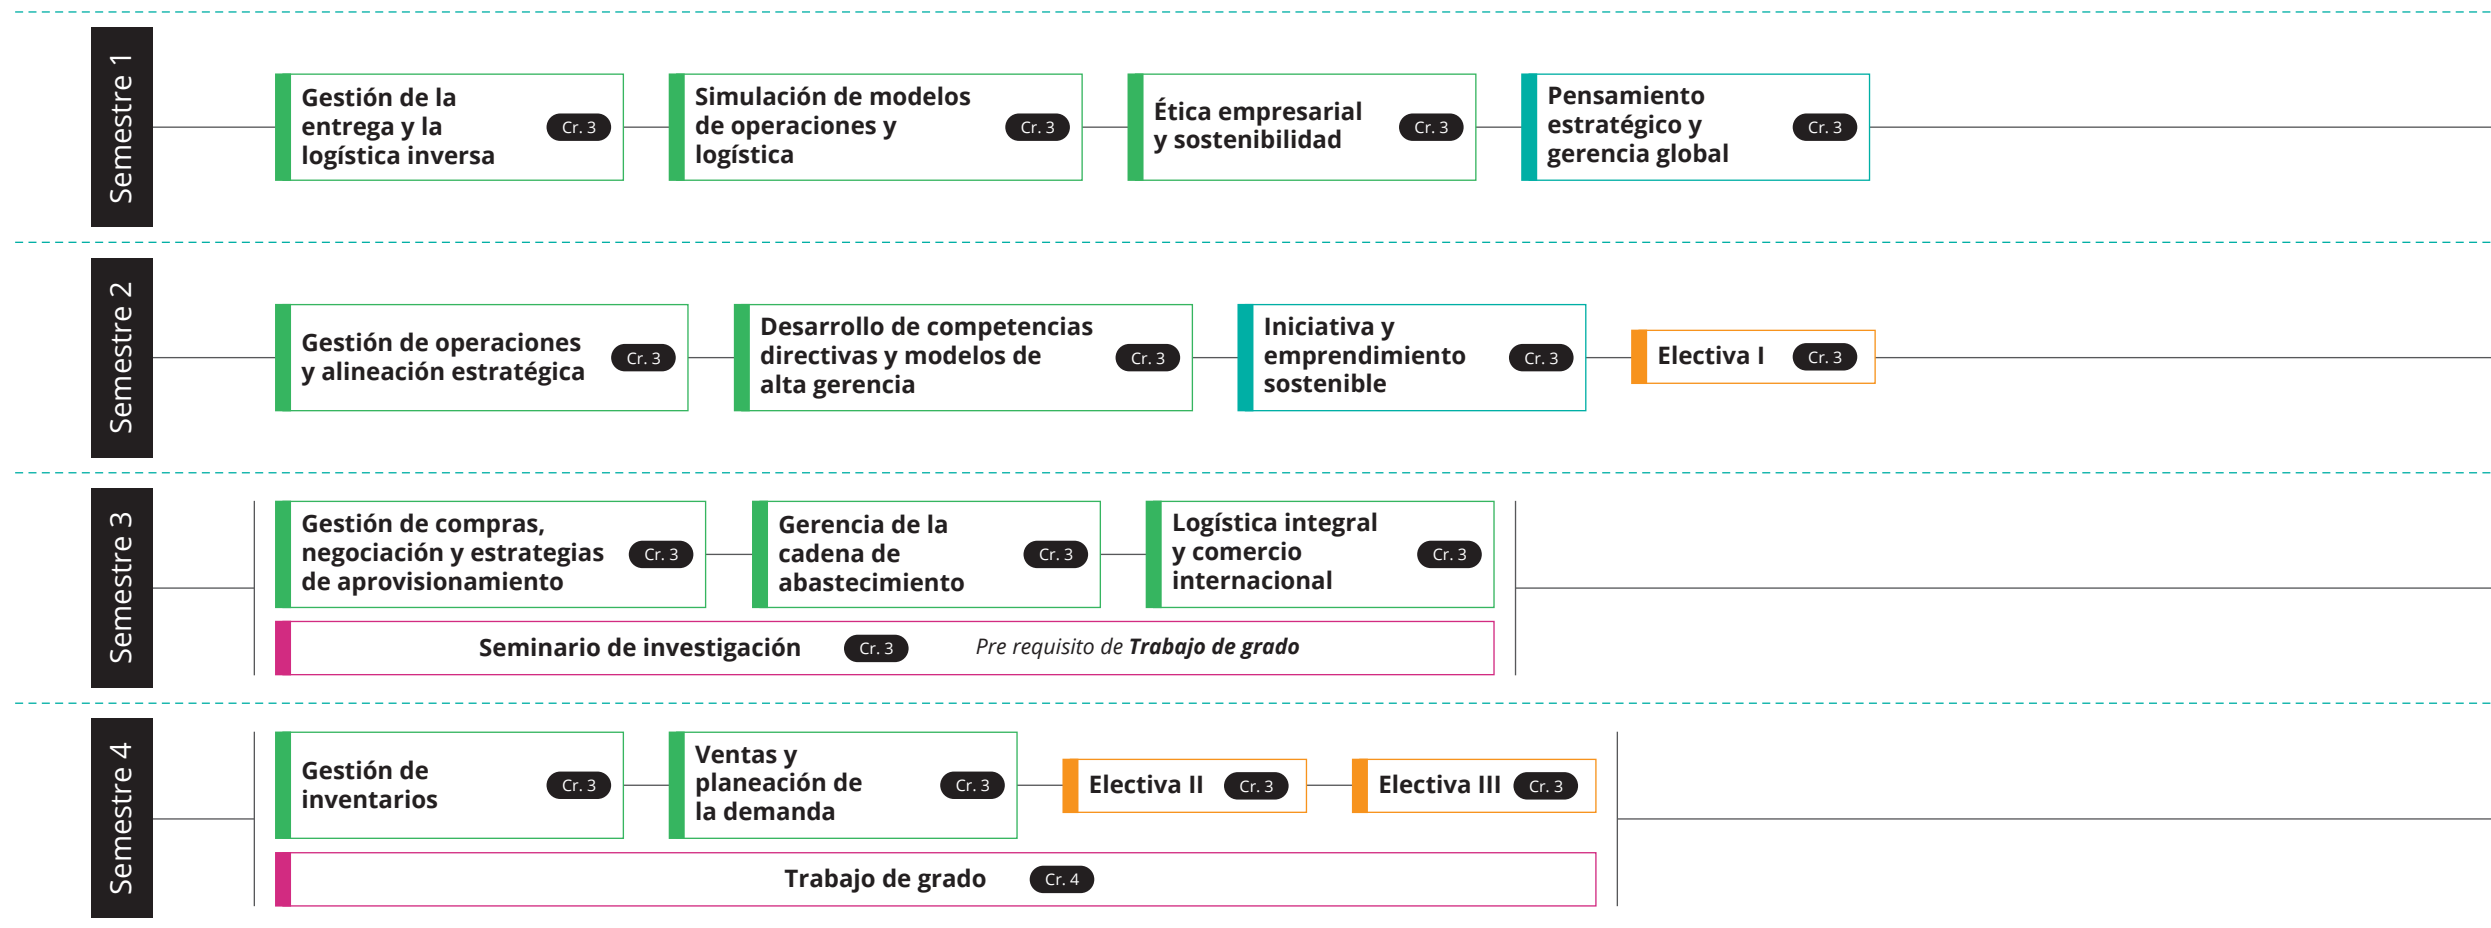 Semestre 1
Gestión de la
entrega y la
logística inversa
Cr. 3
Simulación de modelos
de operaciones y
logística
Cr. 3
Ética empresarial
y sostenibilidad
Cr. 3
Pensamiento
estratégico y
gerencia global
Cr. 3
Semestre 2
Gestión de operaciones
y alineación estratégica
Cr. 3
Desarrollo de competencias
directivas y modelos de
alta gerencia
Cr. 3
Iniciativa y
emprendimiento
sostenible
Cr. 3
Electiva I
Cr. 3
Semestre 3
Gestión de compras,
negociación y estrategias
de aprovisionamiento
Cr. 3
Gerencia de la
cadena de
abastecimiento
Cr. 3
Logística integral
y comercio
internacional
Cr. 3
Seminario de investigación
Cr. 3
Pre requisito de Trabajo de grado
Semestre 4
Gestión de
inventarios
Cr. 3
Ventas y
planeación de
la demanda
Cr. 3
Electiva II
Cr. 3
Electiva III
Cr. 3
Trabajo de grado
Cr. 4